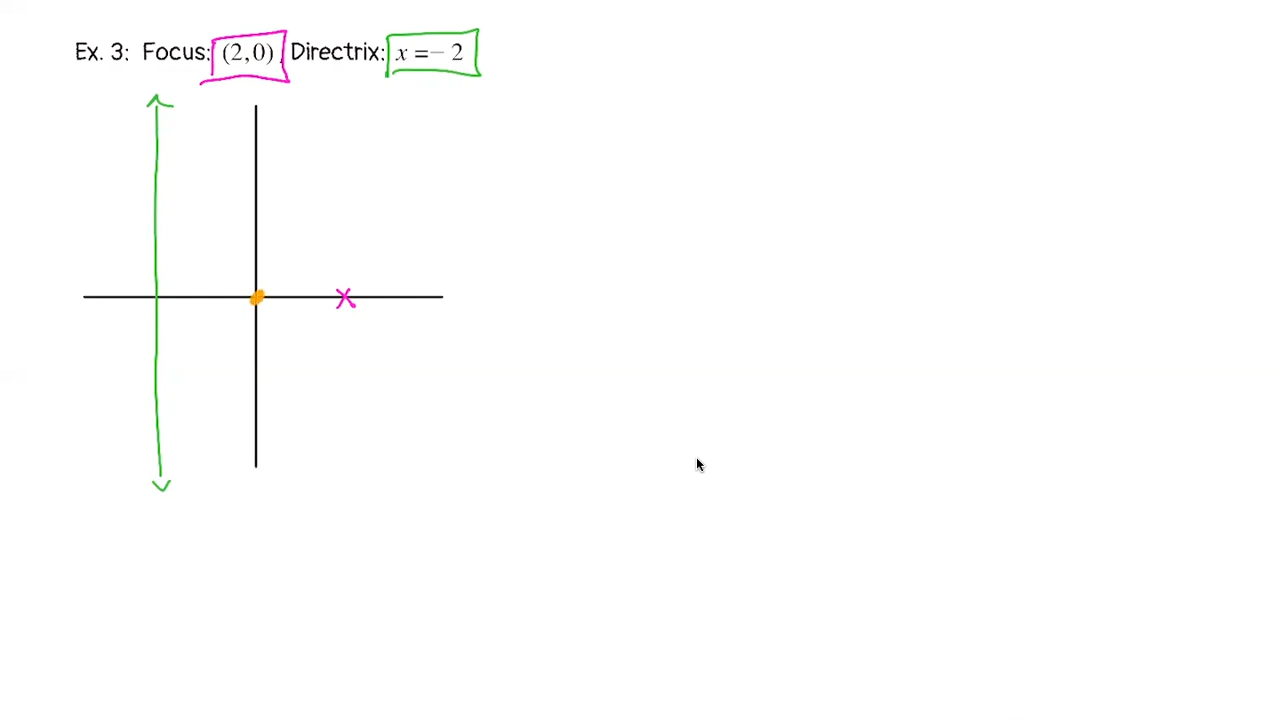 Ex. 3: Focus: (2,0) Directrix: x =− 2